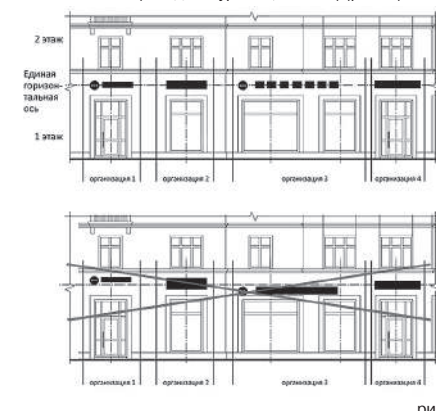 2 этаж
Единая
горизон-
тальная
ось
1 этаж
организация 1
организация 2
организация 3
организация 4
организация 1
организация 2
организация 3
организация 4
ри